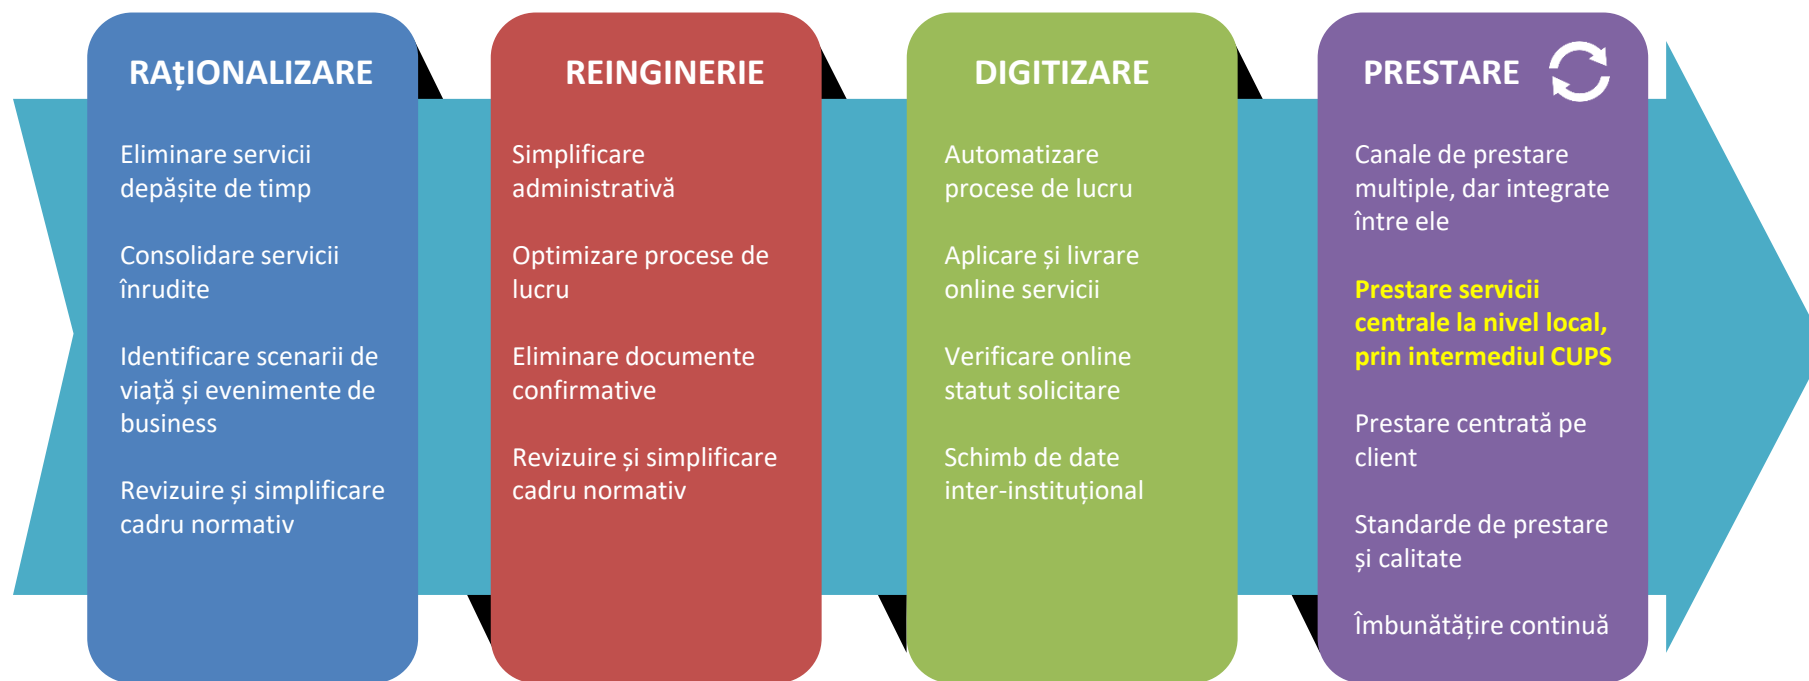 RAțIONALIZARE
Eliminare servicii
depășite de timp
Consolidare servicii
înrudite
Identificare scenarii de
viață și evenimente de
business
Revizuire și simplificare
cadru normativ
REINGINERIE
Simplificare
administrativă
Optimizare procese de
lucru
Eliminare documente
confirmative
Revizuire și simplificare
cadru normativ
DIGITIZARE
Automatizare
procese de lucru
Aplicare și livrare
online servicii
Verificare online
statut solicitare
Schimb de date
inter-instituțional
PRESTARE
Canale de prestare
multiple, dar integrate
între ele
Prestare servicii
centrale la nivel local,
prin intermediul CUPS
Prestare centrată pe
client
Standarde de prestare
și calitate
Îmbunătățire continuă